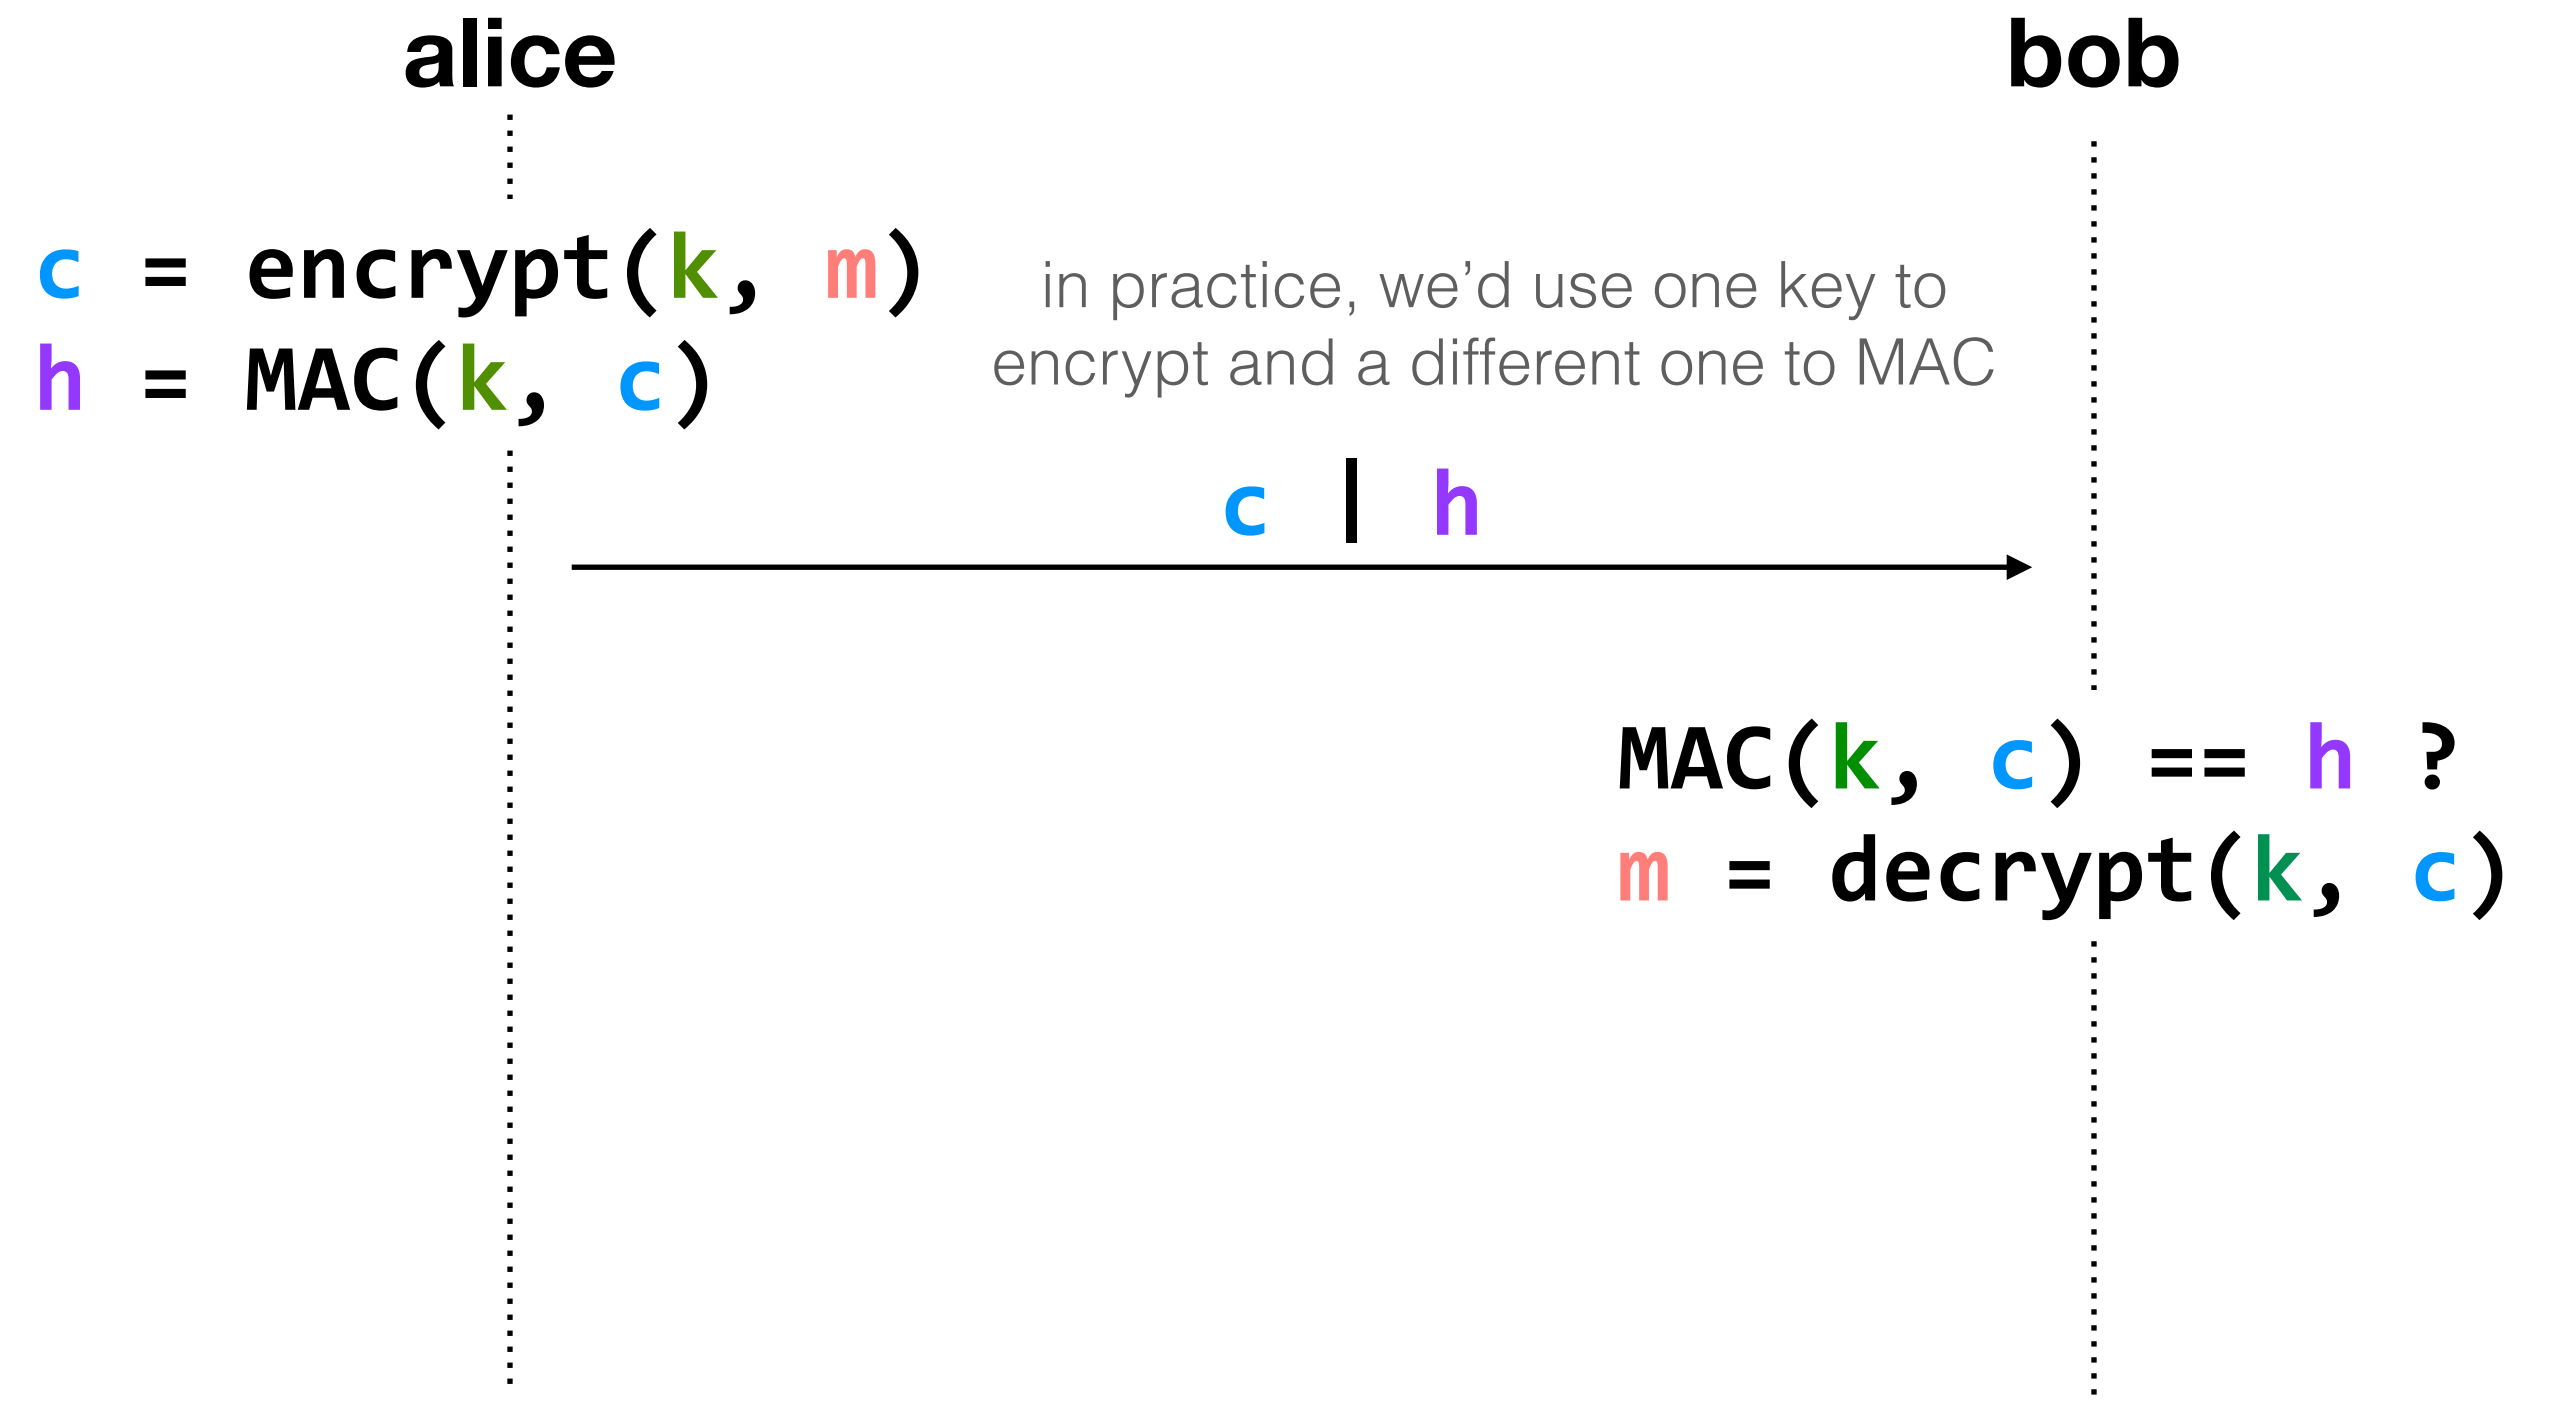 alice
bob
c = encrypt(k, m)
h = MAC(k, c)
in practice, we’d use one key to
encrypt and a different one to MAC
c | h
MAC(k, c) == h ?
m = decrypt(k, c)